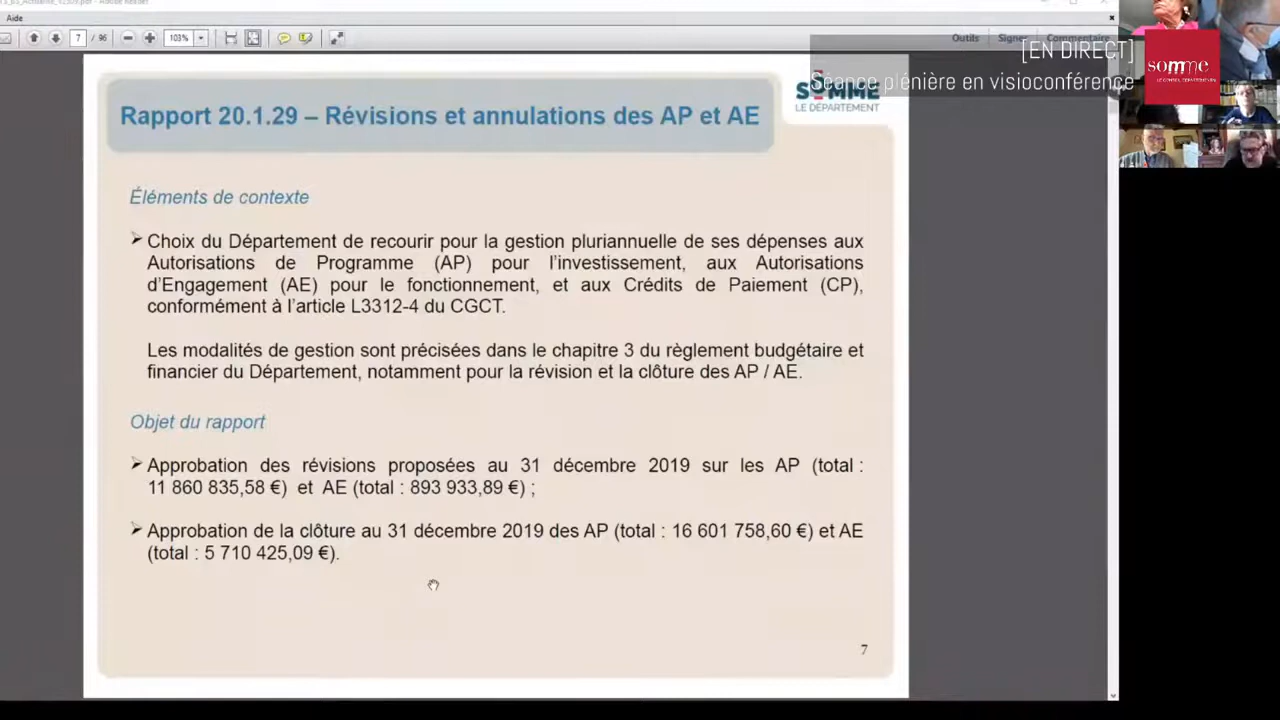 Adobe Reader
Aide
7 / 96
103%
Outils
Signer
Commentaire
[EN DIRECT]
Séance plénière en visioconférence
somme
LE CONSEIL DÉPARTEMENTAL
SOMME
LE DÉPARTEMENT
Rapport 20.1.29 – Révisions et annulations des AP et AE
Éléments de contexte
➢ Choix du Département de recourir pour la gestion pluriannuelle de ses dépenses aux
Autorisations de Programme (AP) pour l’investissement, aux Autorisations
d’Engagement (AE) pour le fonctionnement, et aux Crédits de Paiement (CP),
conformément à l’article L3312-4 du CGCT.
Les modalités de gestion sont précisées dans le chapitre 3 du règlement budgétaire et
financier du Département, notamment pour la révision et la clôture des AP / AE.
Objet du rapport
➢ Approbation des révisions proposées au 31 décembre 2019 sur les AP (total :
11 860 835,58 €) et AE (total : 893 933,89 €) ;
➢ Approbation de la clôture au 31 décembre 2019 des AP (total : 16 601 758,60 €) et AE
(total : 5 710 425,09 €).
7